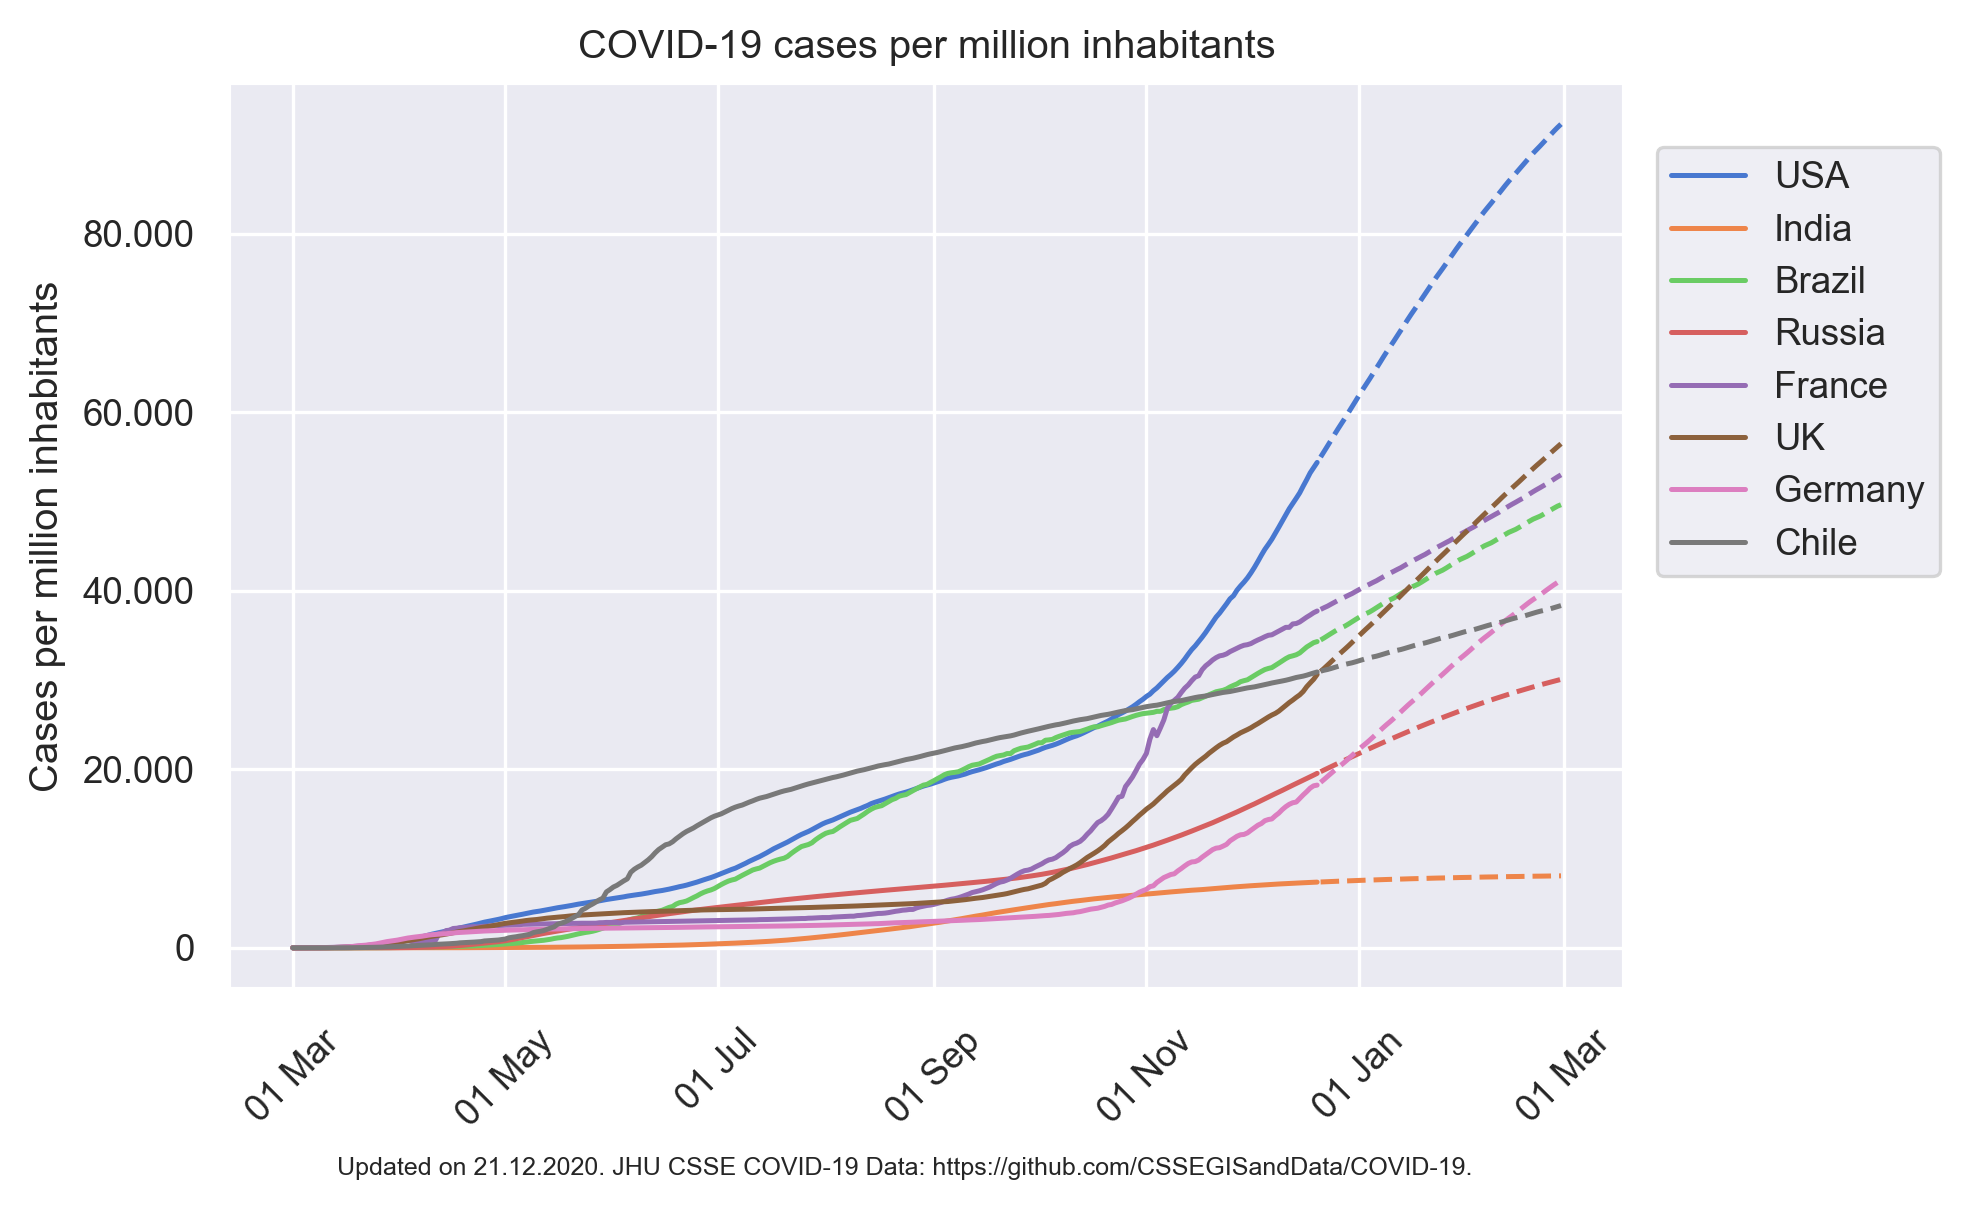 COVID-19 cases per million inhabitants
Cases per million inhabitants
80.000
60.000
40.000
20.000
0
01 Mar
01 May
01 Jul
01 Sep
01 Nov
01 Jan
01 Mar
USA
India
Brazil
Russia
France
UK
Germany
Chile
Updated on 21.12.2020. JHU CSSE COVID-19 Data: https://github.com/CSSEGISandData/COVID-19.